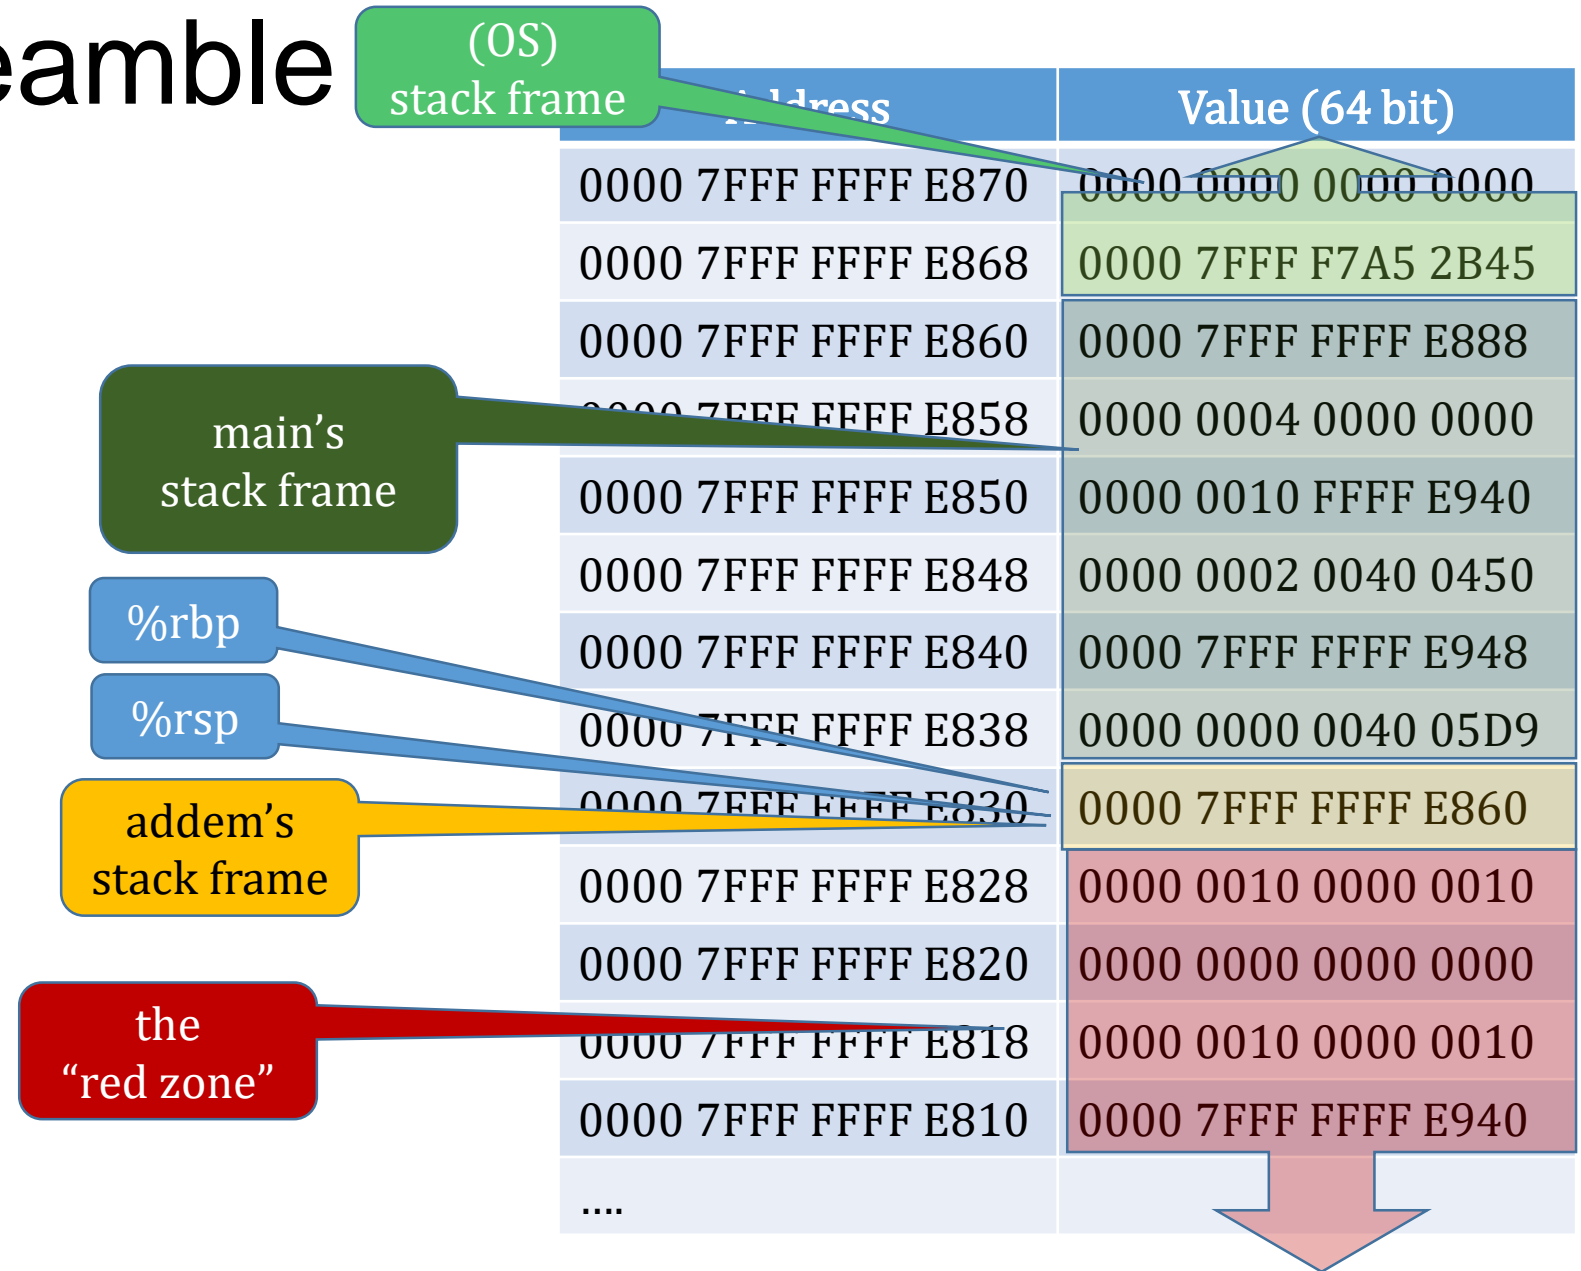 eamble
(OS)
stack frame
Address Value (64 bit)
0000 7FFF FFFF E870 0000 0000 0000 0000
0000 7FFF FFFF E868 0000 7FFF F7A5 2B45
0000 7FFF FFFF E860 0000 7FFF FFFF E888
main’s
stack frame
0000 7FFF FFFF E858 0000 0004 0000 0000
0000 7FFF FFFF E850 0000 0010 FFFF E940
0000 7FFF FFFF E848 0000 0002 0040 0450
%rbp
0000 7FFF FFFF E840 0000 7FFF FFFF E948
%rsp
0000 7FFF FFFF E838 0000 0000 0040 05D9
addem’s
stack frame
0000 7FFF FFFF E830 0000 7FFF FFFF E860
0000 7FFF FFFF E828 0000 0010 0000 0010
0000 7FFF FFFF E820 0000 0000 0000 0000
the
“red zone”
0000 7FFF FFFF E818 0000 0010 0000 0010
0000 7FFF FFFF E810 0000 7FFF FFFF E940
....